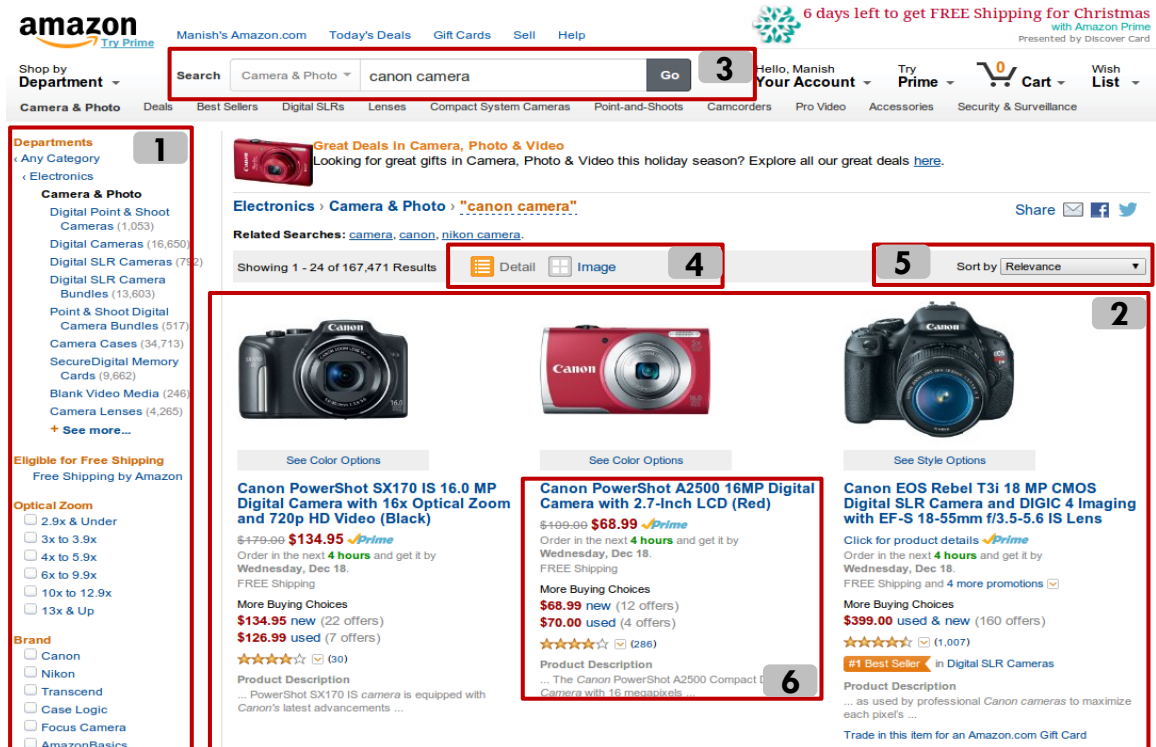 amazon
Try Prime
Manish's Amazon.com Today's Deals Gift Cards Sell Help
6 days left to get FREE Shipping for Christmas
with Amazon Prime
Presented by Discover Card
Shop by
Department
Search Camera & Photo canon camera Go 3
Hello, Manish
Your Account
Try
Prime
0
Cart
Wish
List
Camera & Photo Deals Best Sellers Digital SLRs Lenses Compact System Cameras Point-and-Shoots Camcorders Pro Video Accessories Security & Surveillance
1
Departments
‹ Any Category
‹ Electronics
Camera & Photo
Digital Point & Shoot
Cameras (1,053)
Digital Cameras (16,650)
Digital SLR Cameras (792)
Digital SLR Camera
Bundles (13,603)
Point & Shoot Digital
Camera Bundles (517)
Camera Cases (34,713)
SecureDigital Memory
Cards (9,662)
Blank Video Media (246)
Camera Lenses (4,265)
+ See more...
Eligible for Free Shipping
Free Shipping by Amazon
Optical Zoom
2.9x & Under
3x to 3.9x
4x to 5.9x
6x to 9.9x
10x to 12.9x
13x & Up
Brand
Canon
Nikon
Transcend
Case Logic
Focus Camera
AmazonBasics
Great Deals in Camera, Photo & Video
Looking for great gifts in Camera, Photo & Video this holiday season? Explore all our great deals here.
Electronics › Camera & Photo › "canon camera"
Share
Related Searches: camera, canon, nikon camera.
Showing 1 - 24 of 167,471 Results
Detail Image 4
5 Sort by Relevance
2
Canon
16.0
See Color Options
Canon PowerShot SX170 IS 16.0 MP
Digital Camera with 16x Optical Zoom
and 720p HD Video (Black)
$179.00 $134.95 Prime
Order in the next 4 hours and get it by
Wednesday, Dec 18.
FREE Shipping
More Buying Choices
$134.95 new (22 offers)
$126.99 used (7 offers)
(30)
Product Description
... PowerShot SX170 IS camera is equipped with
Canon's latest advancements ...
Canon
16.0
See Color Options
Canon PowerShot A2500 16MP Digital
Camera with 2.7-Inch LCD (Red)
$109.00 $68.99 Prime
Order in the next 4 hours and get it by
Wednesday, Dec 18.
FREE Shipping
More Buying Choices
$68.99 new (12 offers)
$70.00 used (4 offers)
(286)
Product Description
... The Canon PowerShot A2500 Compact
Camera with 16 megapixels ...
6
Canon
EOS
See Style Options
Canon EOS Rebel T3i 18 MP CMOS
Digital SLR Camera and DIGIC 4 Imaging
with EF-S 18-55mm f/3.5-5.6 IS Lens
Click for product details Prime
Order in the next 4 hours and get it by
Wednesday, Dec 18.
FREE Shipping and 4 more promotions
More Buying Choices
$399.00 used & new (160 offers)
(1,007)
#1 Best Seller in Digital SLR Cameras
Product Description
... as used by professional Canon cameras to maximize
each pixel's ...
Trade in this item for an Amazon.com Gift Card